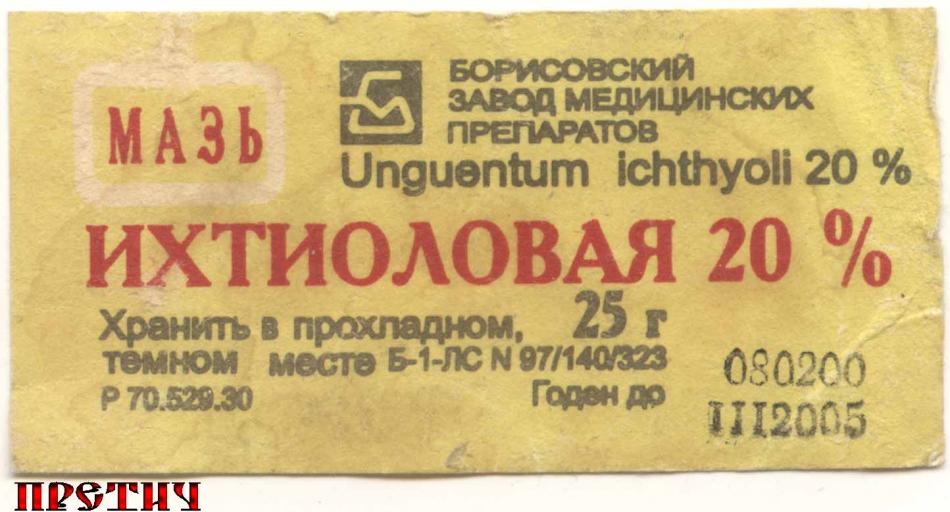 МАЗЬ
БОРИСОВСКИЙ
ЗАВОД МЕДИЦИНСКИХ
ПРЕПАРАТОВ
Unguentum ichthyoli 20 %
ИХТИОЛОВАЯ 20 %
Хранить в прохладном, 25 г
темном месте Б-1-ЛС N 97/140/323
Р 70.529.30 Годен до
080200
III2005
ПРЕТИЧ